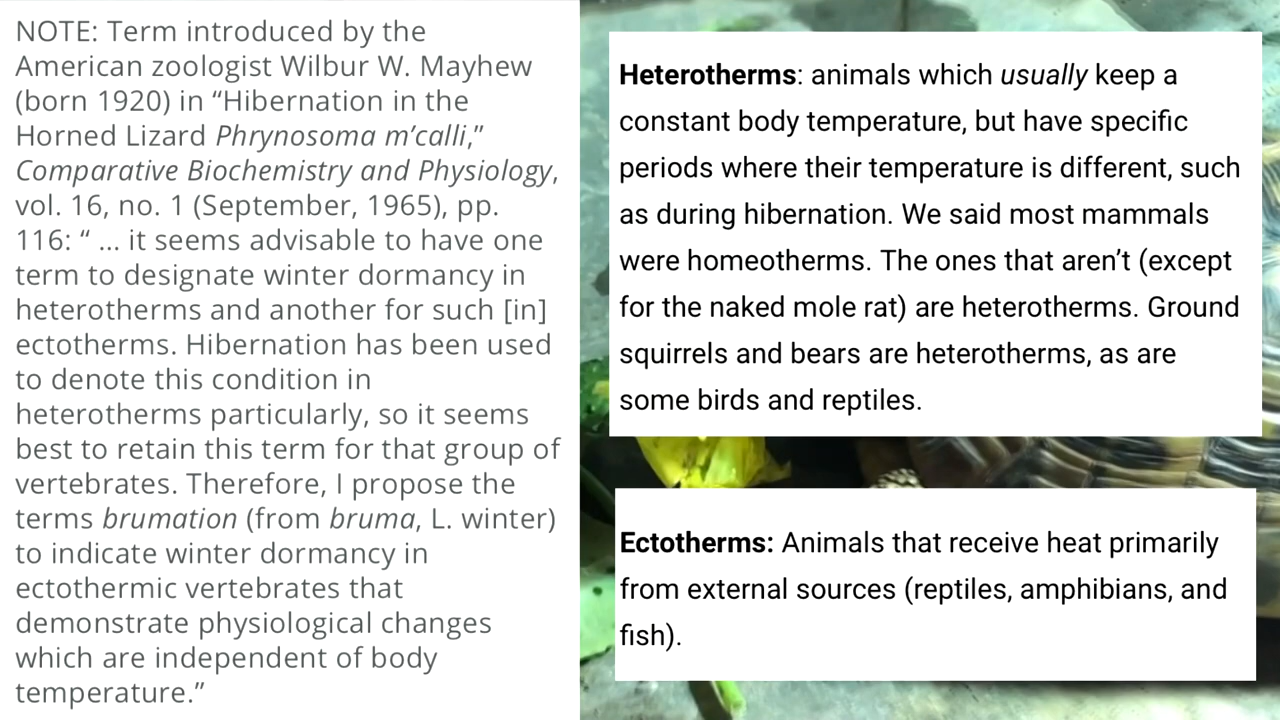 NOTE: Term introduced by the
American zoologist Wilbur W. Mayhew
(born 1920) in “Hibernation in the
Horned Lizard Phrynosoma m’calli,”
Comparative Biochemistry and Physiology,
vol. 16, no. 1 (September, 1965), pp.
116: “ ... it seems advisable to have one
term to designate winter dormancy in
heterotherms and another for such [in]
ectotherms. Hibernation has been used
to denote this condition in
heterotherms particularly, so it seems
best to retain this term for that group of
vertebrates. Therefore, I propose the
terms brumation (from bruma, L. winter)
to indicate winter dormancy in
ectothermic vertebrates that
demonstrate physiological changes
which are independent of body
temperature.”
Heterotherms: animals which usually keep a
constant body temperature, but have specific
periods where their temperature is different, such
as during hibernation. We said most mammals
were homeotherms. The ones that aren’t (except
for the naked mole rat) are heterotherms. Ground
squirrels and bears are heterotherms, as are
some birds and reptiles.
Ectotherms: Animals that receive heat primarily
from external sources (reptiles, amphibians, and
fish).